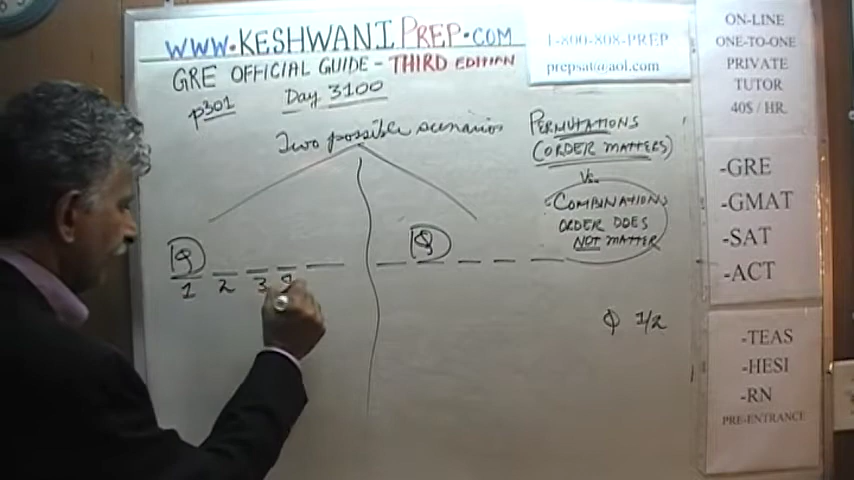 WWW.KESHWANIPREP.COM
1-800-808-PREP
prepsat@aol.com
GRE OFFICIAL GUIDE - THIRD EDITION
p301 Day 3100
Two possible scenarios
PERMUTATIONS
(ORDER MATTERS)
Vs.
COMBINATIONS
ORDER DOES
NOT MATTER
Q
Q
1 2 3
Q 1/2
ON-LINE
ONE-TO-ONE
PRIVATE
TUTOR
40$ / HR
-GRE
-GMAT
-SAT
-ACT
-TEAS
-HESI
-RN
PRE-ENTRANCE